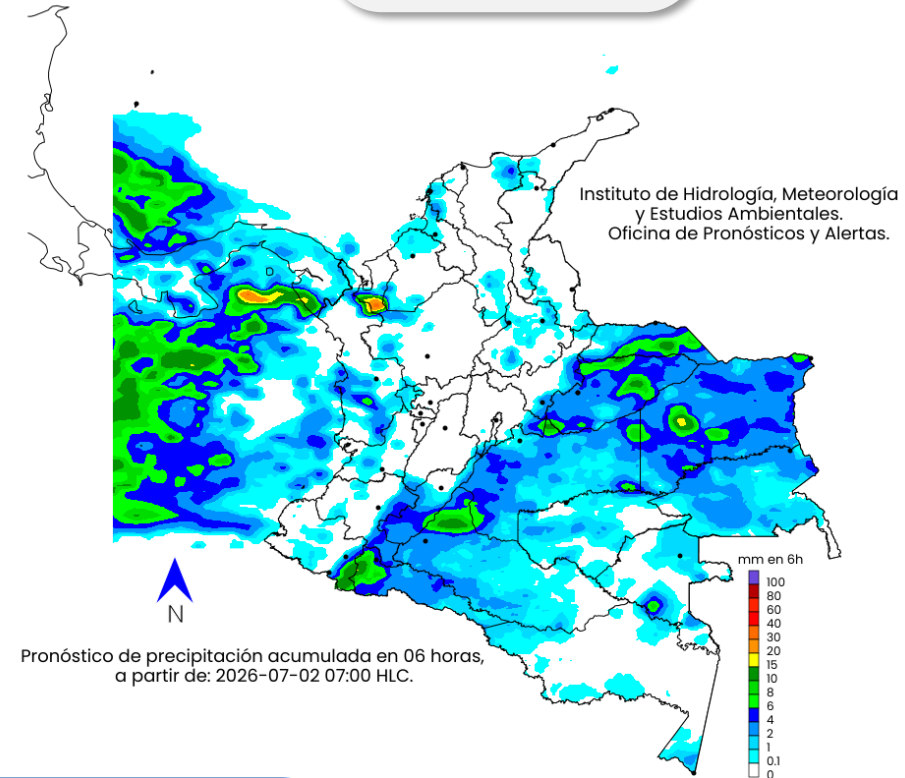 Instituto de Hidrología, Meteorología
y Estudios Ambientales.
Oficina de Pronósticos y Alertas.
D
mm en 6h
100
80
60
40
30
20
15
10
8
6
4
2
1
0.1
0
N
Pronóstico de precipitación acumulada en 06 horas,
a partir de: 2026-07-02 07:00 HLC.